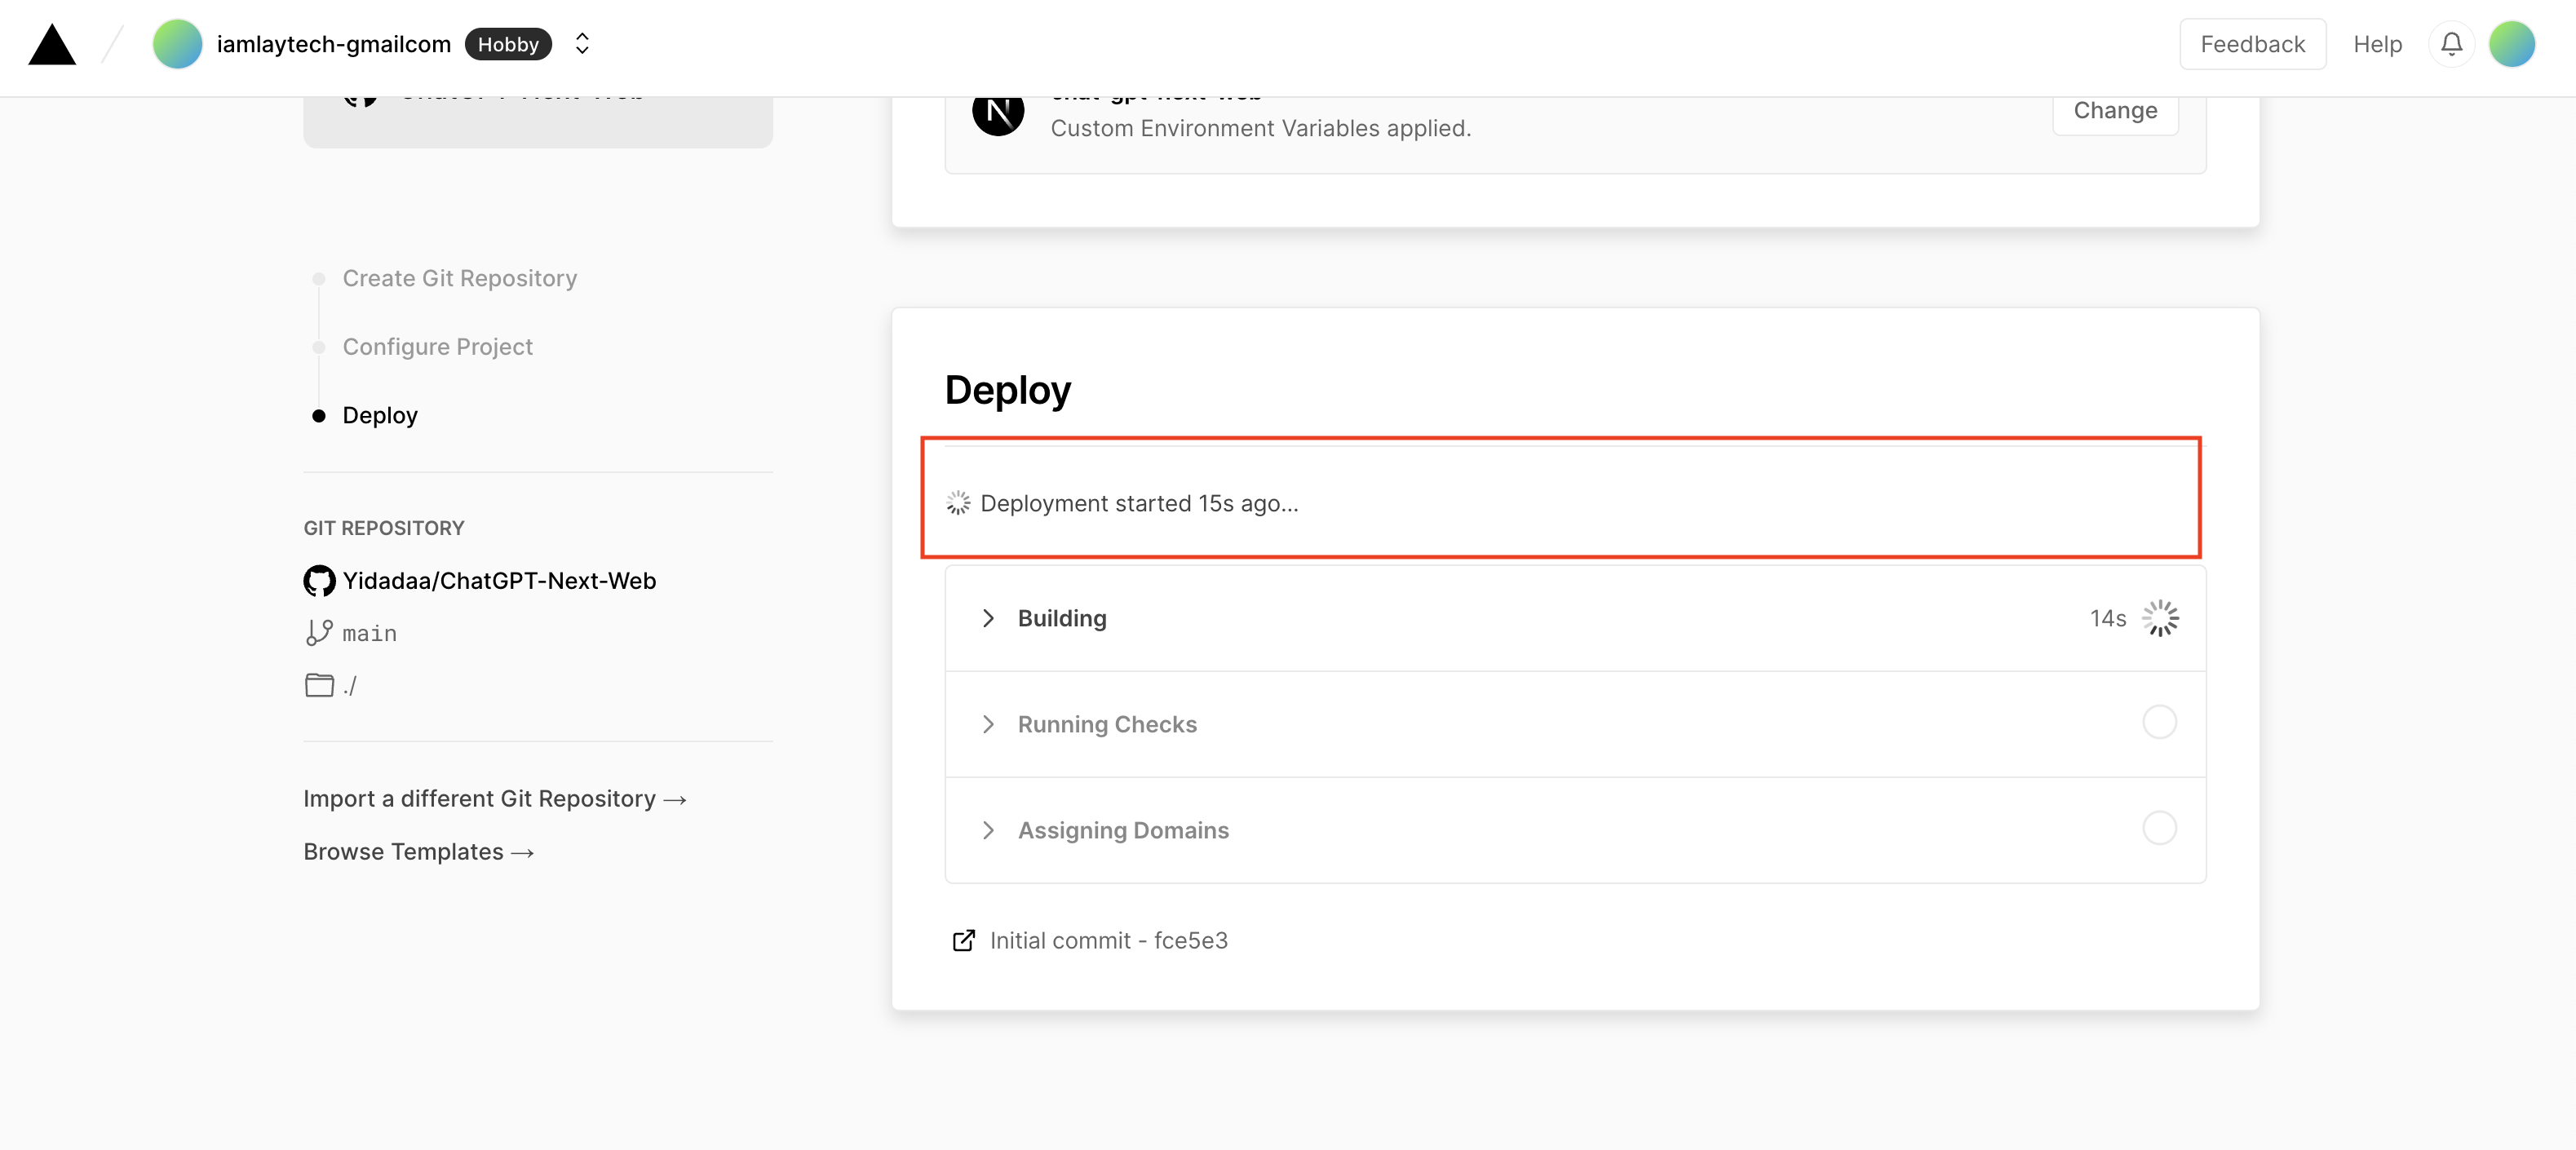 iamlaytech-gmailcom Hobby
Feedback
Help
Custom Environment Variables applied.
Change
Create Git Repository
Configure Project
Deploy
GIT REPOSITORY
Yidadaa/ChatGPT-Next-Web
main
./
Import a different Git Repository →
Browse Templates →
Deploy
Deployment started 15s ago...
Building 14s
Running Checks
Assigning Domains
Initial commit - fce5e3